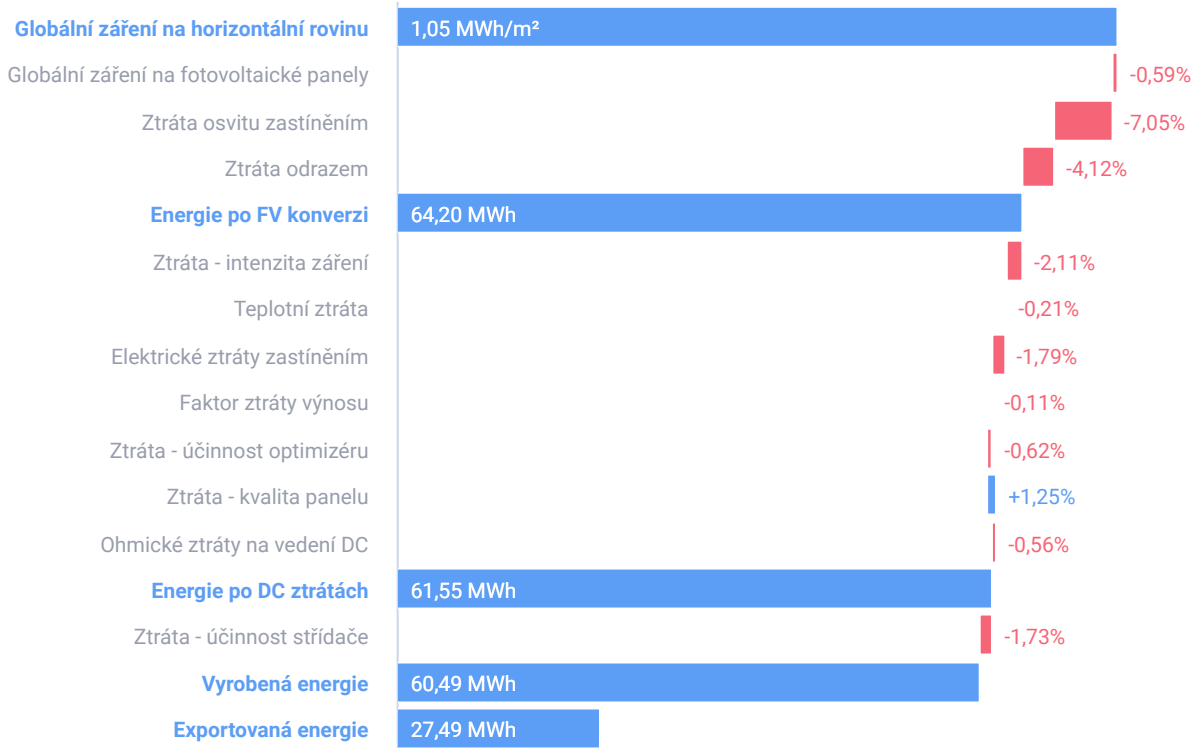 Globální záření na horizontální rovinu 1,05 MWh/m²
Globální záření na fotovoltaické panely -0,59%
Ztráta osvitu zastíněním -7,05%
Ztráta odrazem -4,12%
Energie po FV konverzi 64,20 MWh
Ztráta - intenzita záření -2,11%
Teplotní ztráta -0,21%
Elektrické ztráty zastíněním -1,79%
Faktor ztráty výnosu -0,11%
Ztráta - účinnost optimizéru -0,62%
Ztráta - kvalita panelu +1,25%
Ohmické ztráty na vedení DC -0,56%
Energie po DC ztrátách 61,55 MWh
Ztráta - účinnost střídače -1,73%
Vyrobená energie 60,49 MWh
Exportovaná energie 27,49 MWh